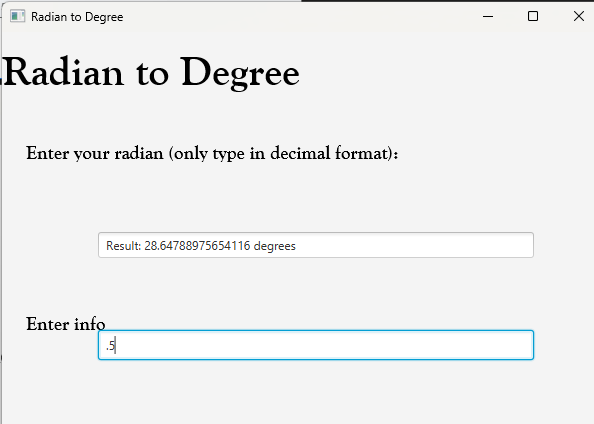 Radian to Degree
Radian to Degree
Enter your radian (only type in decimal format):
Result: 28.64788975654116 degrees
Enter info
.5